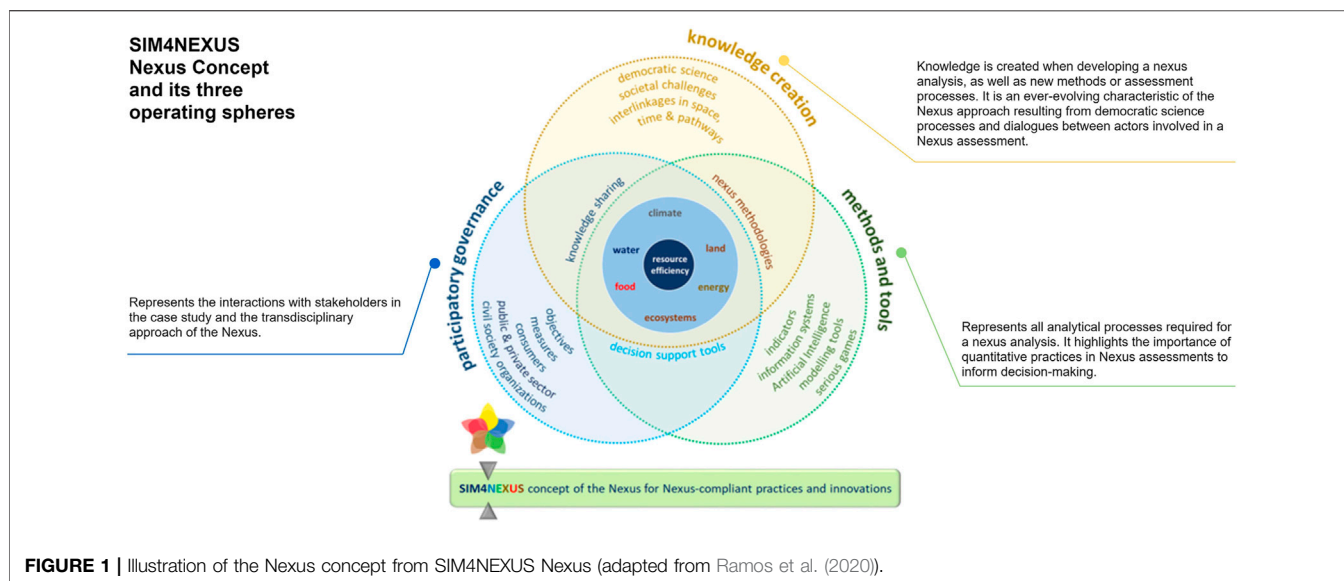 SIM4NEXUS
Nexus Concept
and its three
operating spheres
knowledge creation
democratic science
societal challenges
interlinkages in space,
time & pathways
Knowledge is created when developing a nexus
analysis, as well as new methods or assessment
processes. It is an ever-evolving characteristic of the
Nexus approach resulting from democratic science
processes and dialogues between actors involved in a
Nexus assessment.
participatory governance
knowledge sharing
nexus methodologies
methods and tools
climate
water
land
resource
efficiency
food
energy
ecosystems
decision support tools
Represents the interactions with stakeholders in
the case study and the transdisciplinary
approach of the Nexus.
objectives
measures
consumers
public & private sector
civil society organizations
indicators
information systems
Artificial Intelligence
modelling tools
serious games
Represents all analytical processes required for
a nexus analysis. It highlights the importance of
quantitative practices in Nexus assessments to
inform decision-making.
SIM4NEXUS concept of the Nexus for Nexus-compliant practices and innovations
FIGURE 1 | Illustration of the Nexus concept from SIM4NEXUS Nexus (adapted from Ramos et al. (2020)).